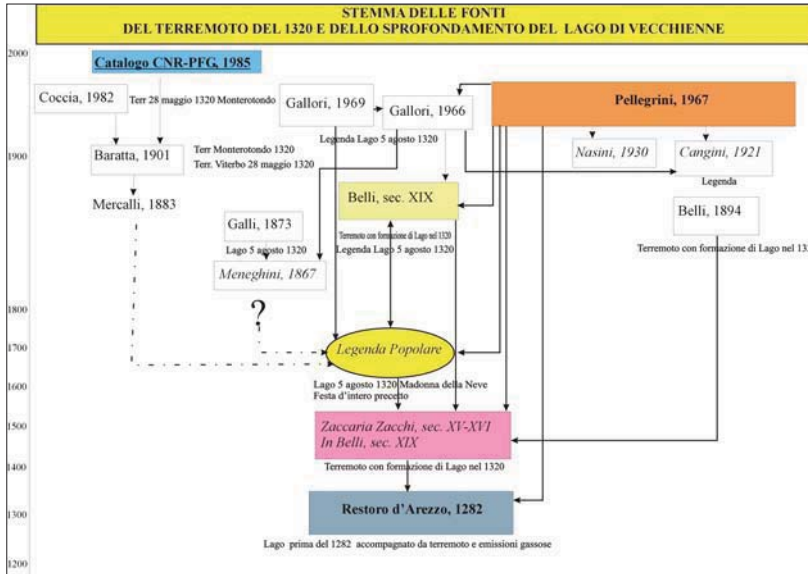 STEMMA DELLE FONTI
DEL TERREMOTO DEL 1320 E DELLO SPROFONDAMENTO DEL LAGO DI VECCHIENNE
2000
Catalogo CNR-PFG, 1985
Coccia, 1982
Terr 28 maggio 1320 Monterotondo
Gallori, 1969
Gallori, 1966
Pellegrini, 1967
Legenda Lago 5 agosto 1320
1900
Baratta, 1901
Terr Monterotondo 1320
Terr. Viterbo 28 maggio 1320
Nasini, 1930
Cangini, 1921
Legenda
Mercalli, 1883
Belli, sec. XIX
Belli, 1894
Galli, 1873
Terremoto con formazione di Lago nel 1320
Legenda Lago 5 agosto 1320
Lago 5 agosto 1320
Terremoto con formazione di Lago nel 132
Meneghini, 1867
?
1800
1700
Legenda Popolare
1600
Lago 5 agosto 1320 Madonna della Neve
Festa d'intero precetto
1500
Zaccaria Zacchi, sec. XV-XVI
In Belli, sec. XIX
1400
Terremoto con formazione di Lago nel 1320
1300
Restoro d'Arezzo, 1282
Lago prima del 1282 accompagnato da terremoto e emissioni gassose
1200